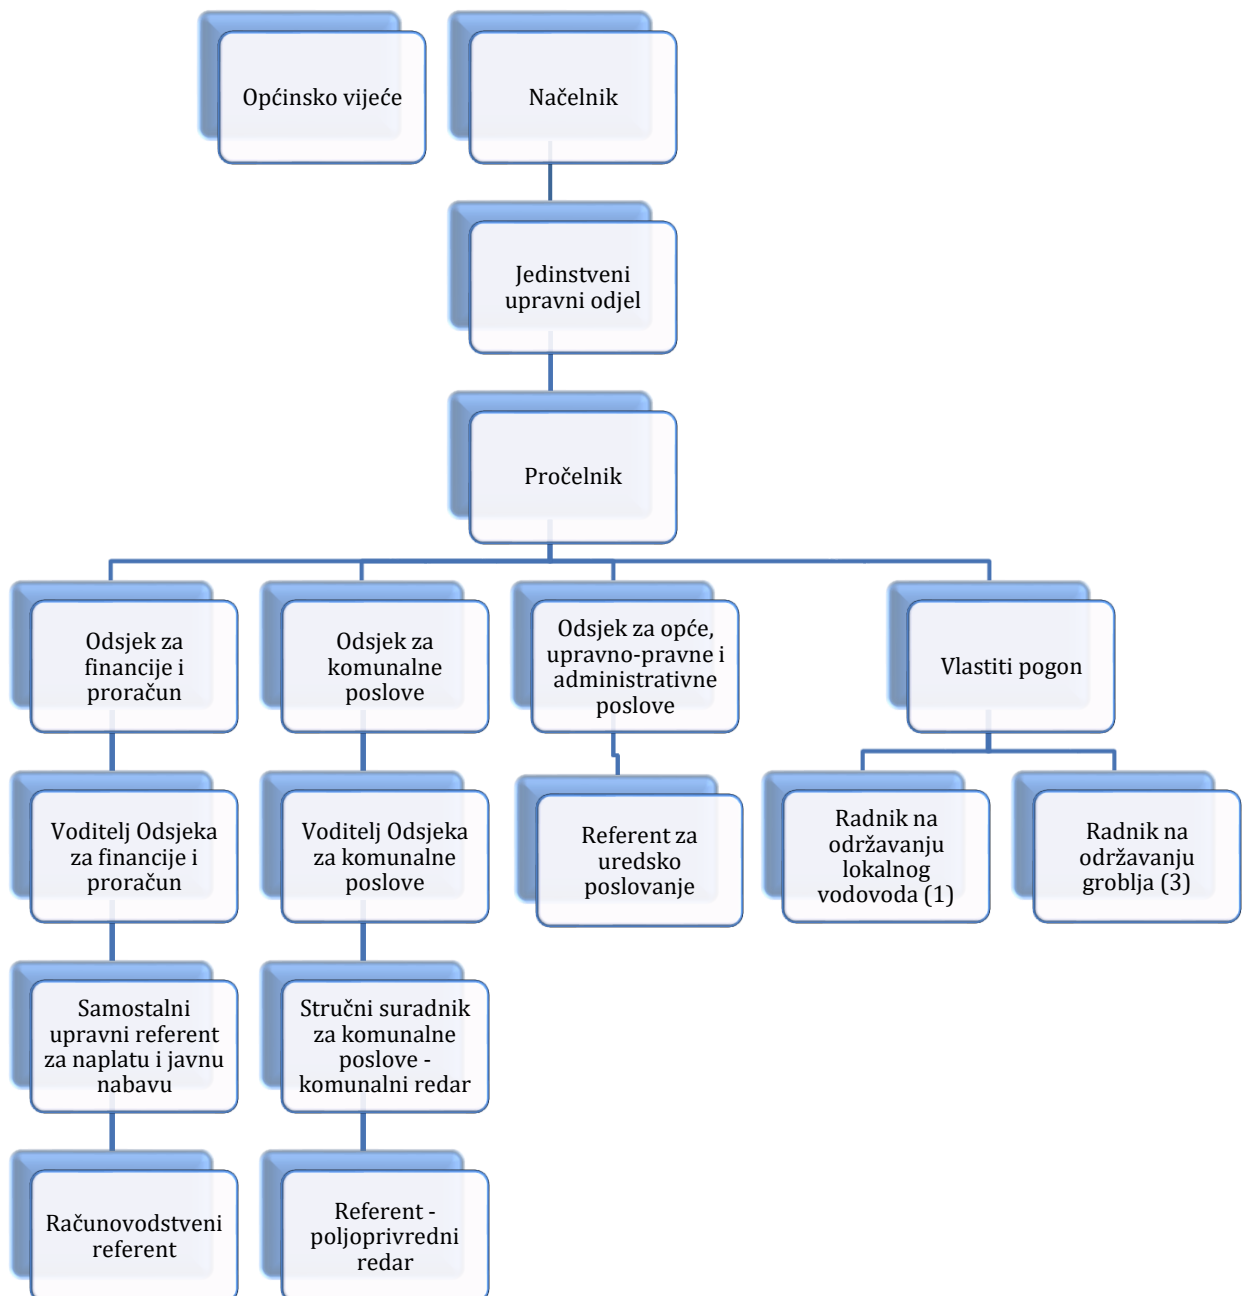 Općinsko vijeće
Načelnik
Jedinstveni
upravni odjel
Pročelnik
Odsjek za
financije i
proračun
Odsjek za
komunalne
poslove
Odsjek za opće,
upravno-pravne i
administrativne
poslove
Vlastiti pogon
Voditelj Odsjeka
za financije i
proračun
Voditelj Odsjeka
za komunalne
poslove
Referent za
uredsko
poslovanje
Radnik na
održavanju
lokalnog
vodovoda (1)
Radnik na
održavanju
groblja (3)
Samostalni
upravni referent
za naplatu i javnu
nabavu
Stručni suradnik
za komunalne
poslove -
komunalni redar
Računovodstveni
referent
Referent -
poljoprivredni
redar